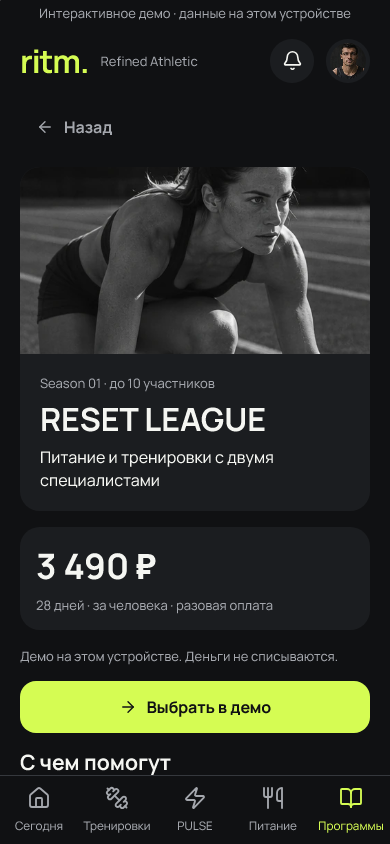 Интерактивное демо · данные на этом устройстве
ritm. Refined Athletic
Назад
Season 01 · до 10 участников
RESET LEAGUE
Питание и тренировки с двумя
специалистами
3 490 ₽
28 дней · за человека · разовая оплата
Демо на этом устройстве. Деньги не списываются.
Выбрать в демо
С чем помогут
Сегодня Тренировки PULSE Питание Программы